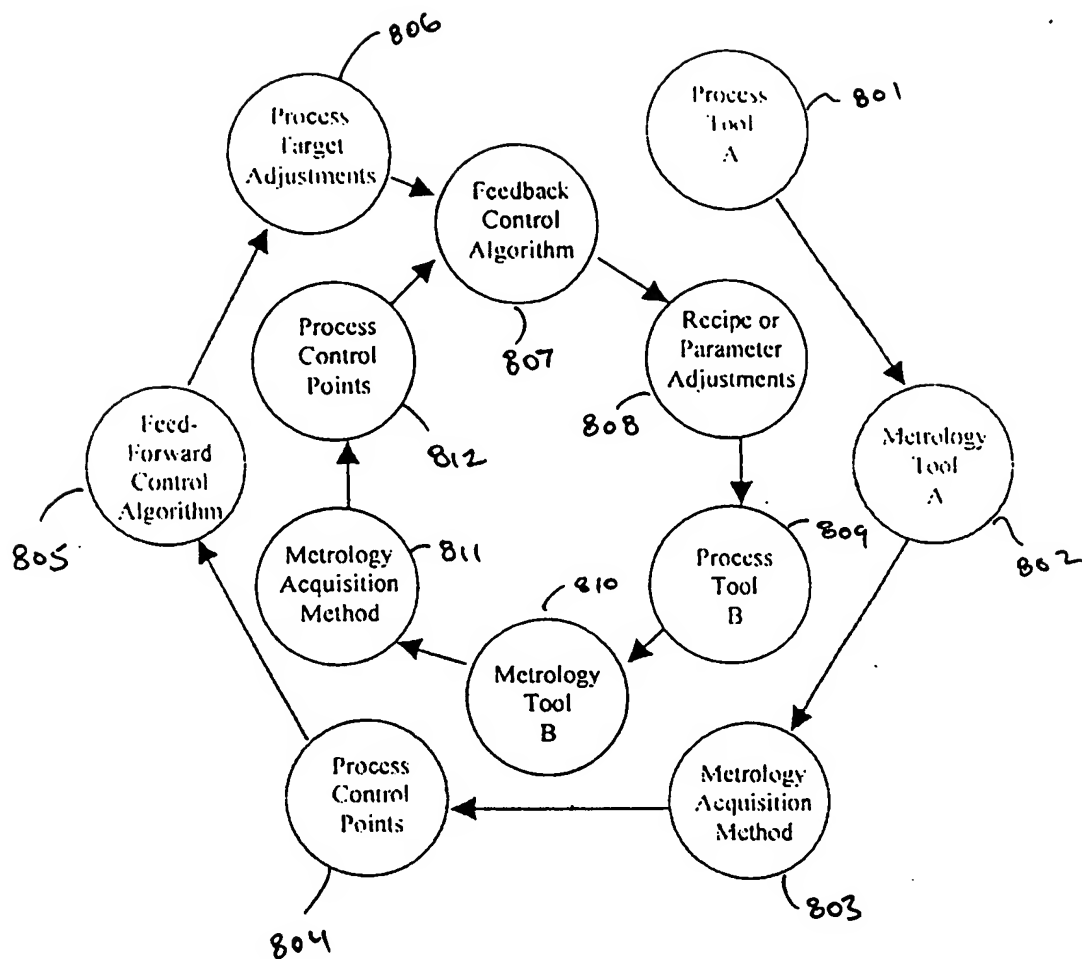 806
Process
Target
Adjustments
Process
Tool
A
801
Feedback
Control
Algorithm
807
Process
Control
Points
812
Recipe or
Parameter
Adjustments
808
Feed-
Forward
Control
Algorithm
805
Metrology
Tool
A
802
Metrology
Acquisition
Method
811
Process
Tool
B
809
810
Metrology
Tool
B
Process
Control
Points
804
Metrology
Acquisition
Method
803